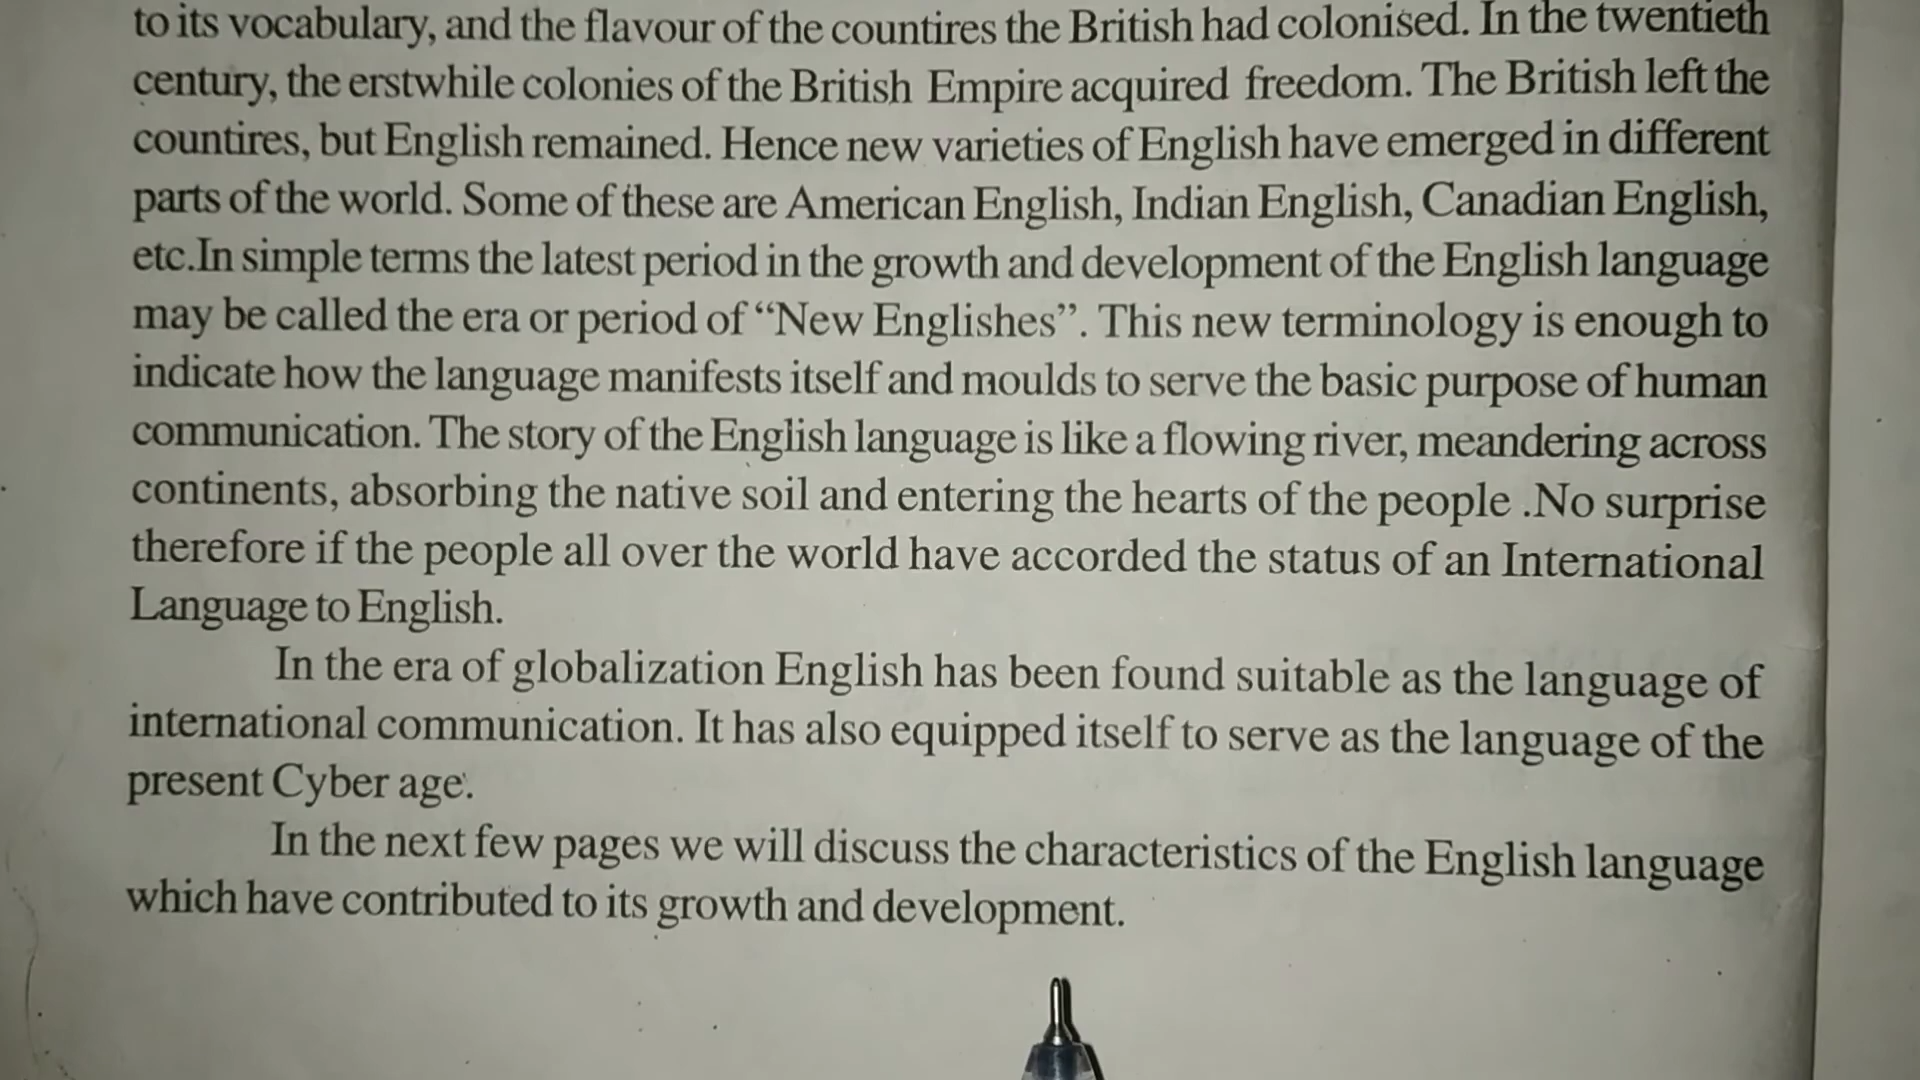 to its vocabulary, and the flavour of the countires the British had colonised. In the twentieth
century, the erstwhile colonies of the British Empire acquired freedom. The British left the
countires, but English remained. Hence new varieties of English have emerged in different
parts of the world. Some of these are American English, Indian English, Canadian English,
etc.In simple terms the latest period in the growth and development of the English language
may be called the era or period of “New Englishes”. This new terminology is enough to
indicate how the language manifests itself and moulds to serve the basic purpose of human
communication. The story of the English language is like a flowing river, meandering across
continents, absorbing the native soil and entering the hearts of the people .No surprise
therefore if the people all over the world have accorded the status of an International
Language to English.
In the era of globalization English has been found suitable as the language of
international communication. It has also equipped itself to serve as the language of the
present Cyber age.
In the next few pages we will discuss the characteristics of the English language
which have contributed to its growth and development.